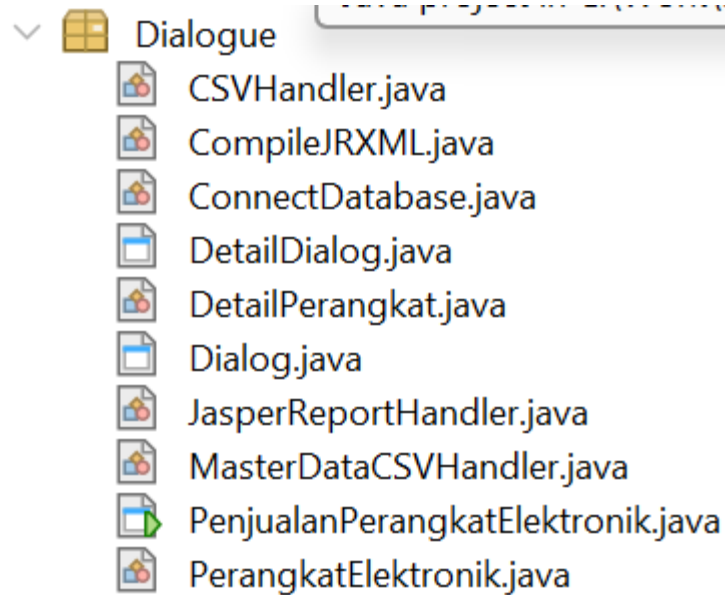 Dialogue
CSVHandler.java
CompileJRXML.java
ConnectDatabase.java
DetailDialog.java
DetailPerangkat.java
Dialog.java
JasperReportHandler.java
MasterDataCSVHandler.java
PenjualanPerangkatElektronik.java
PerangkatElektronik.java